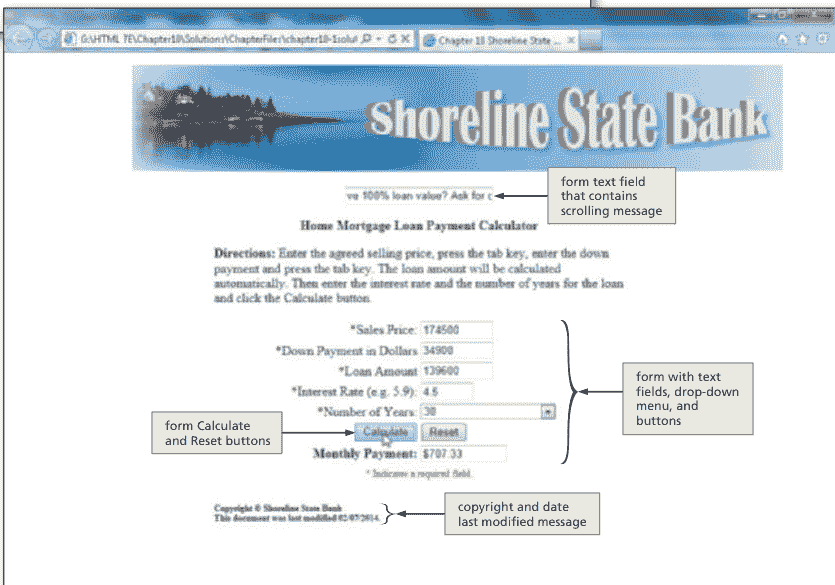 G:\HTML 7E\Chapter10\Solutions\ChapterFiles\chapter10-1solut
Chapter 10 Shoreline State ...
Shoreline State Bank
ve 100% loan value? Ask for
form text field
that contains
scrolling message
Home Mortgage Loan Payment Calculator
Directions: Enter the agreed selling price, press the tab key, enter the down
payment and press the tab key. The loan amount will be calculated
automatically. Then enter the interest rate and the number of years for the loan
and click the Calculate button.
*Sales Price: 174500
*Down Payment in Dollars 34900
*Loan Amount 139600
*Interest Rate (e.g. 5.9): 4.5
*Number of Years: 30
form with text
fields, drop-down
menu, and
buttons
form Calculate
and Reset buttons
Calculate Reset
Monthly Payment: $707.33
* Indicates a required field.
Copyright © Shoreline State Bank
This document was last modified 02/07/2014.
copyright and date
last modified message